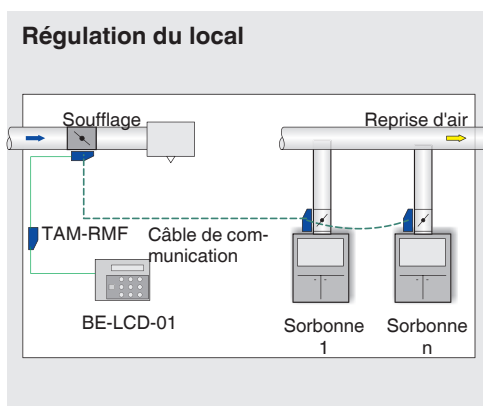 Régulation du local
Soufflage
Reprise d'air
TAM-RMF
Câble de com-
munication
BE-LCD-01
Sorbonne
1
Sorbonne
n